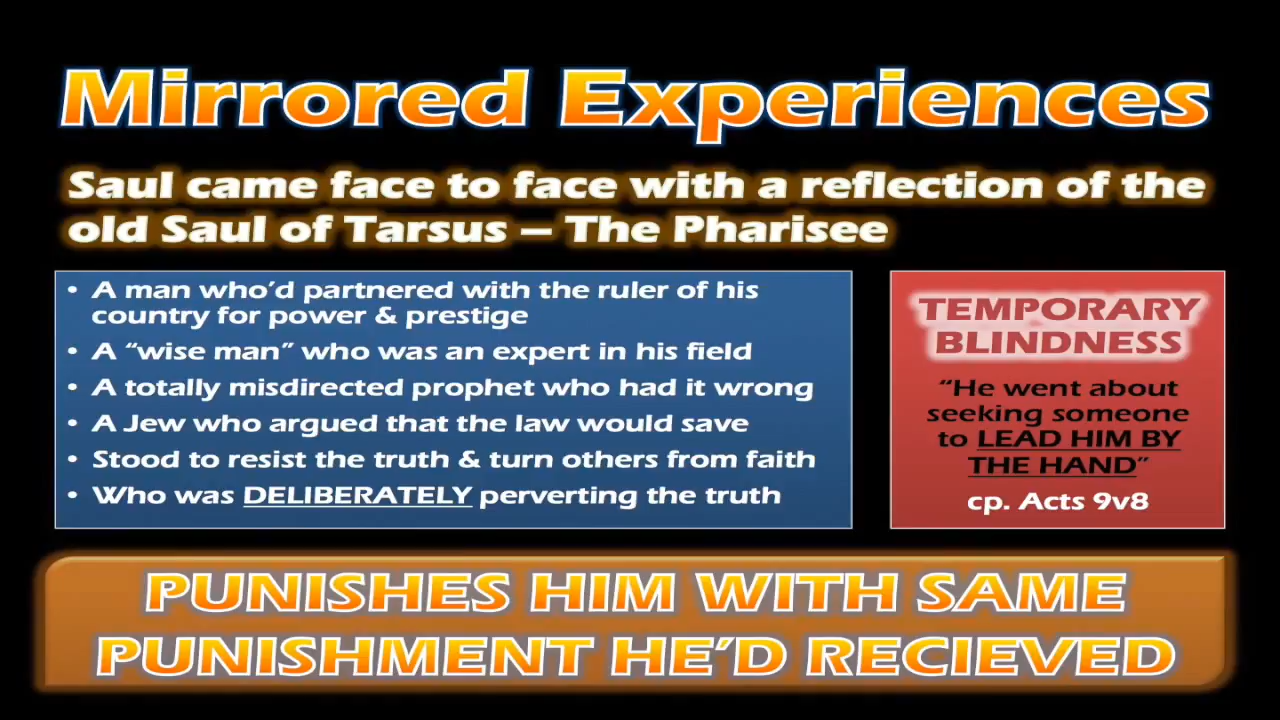 Mirrored Experiences
Saul came face to face with a reflection of the
old Saul of Tarsus – The Pharisee
• A man who’d partnered with the ruler of his
country for power & prestige
• A “wise man” who was an expert in his field
• A totally misdirected prophet who had it wrong
• A Jew who argued that the law would save
• Stood to resist the truth & turn others from faith
• Who was DELIBERATELY perverting the truth
TEMPORARY
BLINDNESS
“He went about
seeking someone
to LEAD HIM BY
THE HAND”
cp. Acts 9v8
PUNISHES HIM WITH SAME
PUNISHMENT HE’D RECIEVED